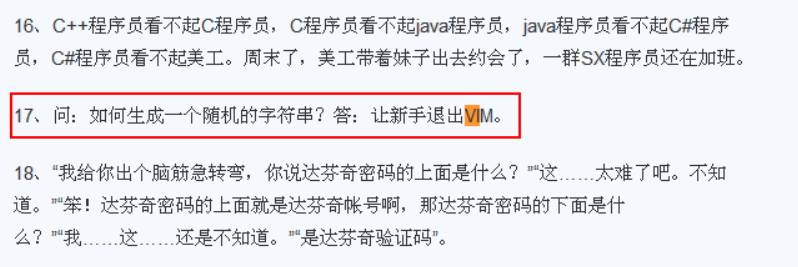 16、C++程序员看不起C程序员，C程序员看不起java程序员，java程序员看不起C#程序
员，C#程序员看不起美工。周末了，美工带着妹子出去约会了，一群SX程序员还在加班。
17、问：如何生成一个随机的字符串？答：让新手退出VIM。
18、“我给你出个脑筋急转弯，你说达芬奇密码的上面是什么？”“这……太难了吧。不知
道。”“笨！达芬奇密码的上面就是达芬奇帐号啊，那达芬奇密码的下面是什
么？”“我……这……还是不知道。”“是达芬奇验证码”。